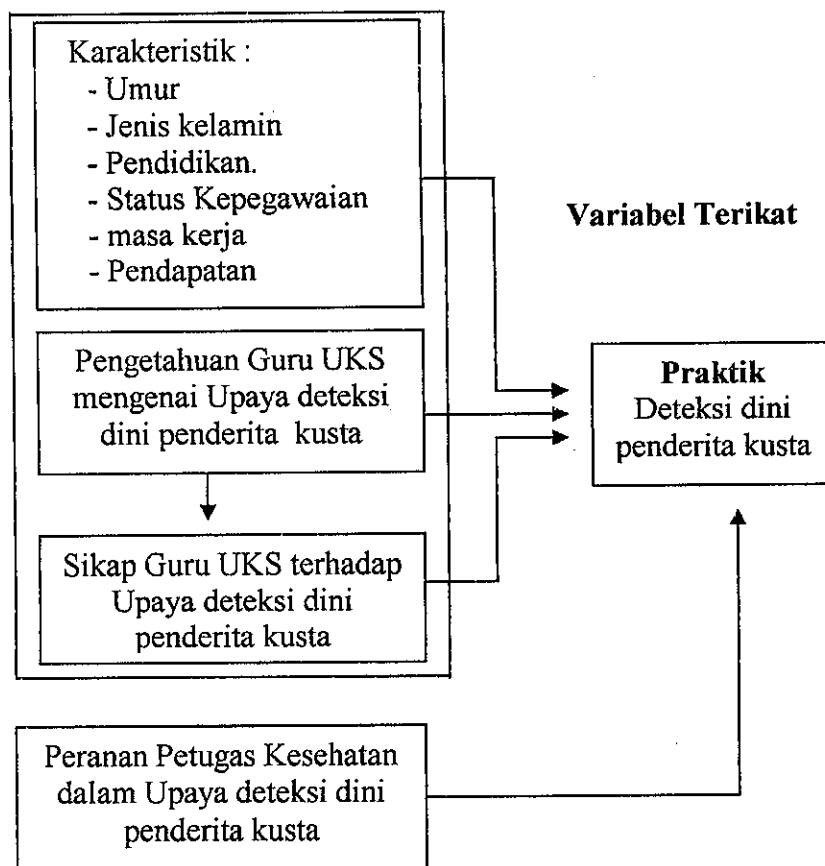 Karakteristik :
- Umur
- Jenis kelamin
- Pendidikan.
- Status Kepegawaian
- masa kerja
- Pendapatan
Variabel Terikat
Pengetahuan Guru UKS
mengenai Upaya deteksi
dini penderita kusta
Praktik
Deteksi dini
penderita kusta
Sikap Guru UKS terhadap
Upaya deteksi dini
penderita kusta
Peranan Petugas Kesehatan
dalam Upaya deteksi dini
penderita kusta